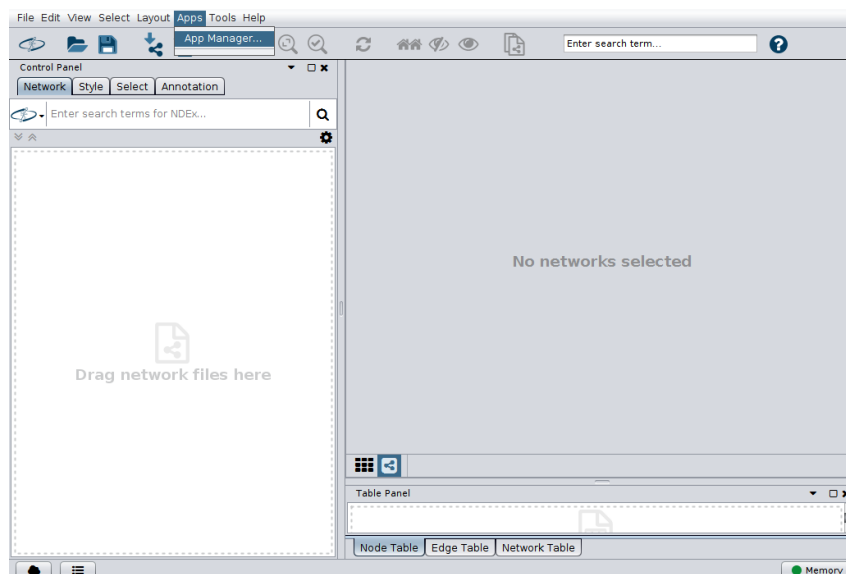 File Edit View Select Layout Apps Tools Help
App Manager...
Enter search term...
Control Panel
Network Style Select Annotation
Enter search terms for NDEx...
No networks selected
Drag network files here
Table Panel
Node Table Edge Table Network Table
Memory